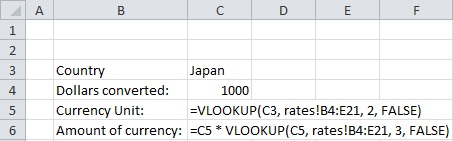 A B C D E F
1
2
3 Country Japan
4 Dollars converted: 1000
5 Currency Unit: =VLOOKUP(C3, rates!B4:E21, 2, FALSE)
6 Amount of currency: =C5 * VLOOKUP(C5, rates!B4:E21, 3, FALSE)